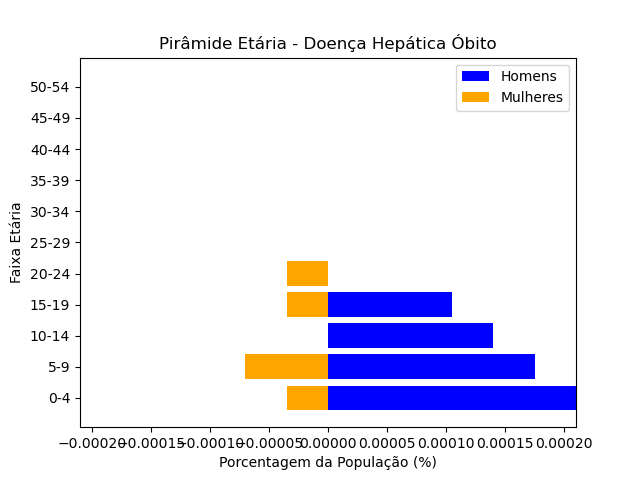 Pirâmide Etária - Doença Hepática Óbito
Homens
Mulheres
Faixa Etária
50-54
45-49
40-44
35-39
30-34
25-29
20-24
15-19
10-14
5-9
0-4
−0.00020 −0.00015 −0.00010 −0.00005 0.00000 0.00005 0.00010 0.00015 0.00020
Porcentagem da População (%)